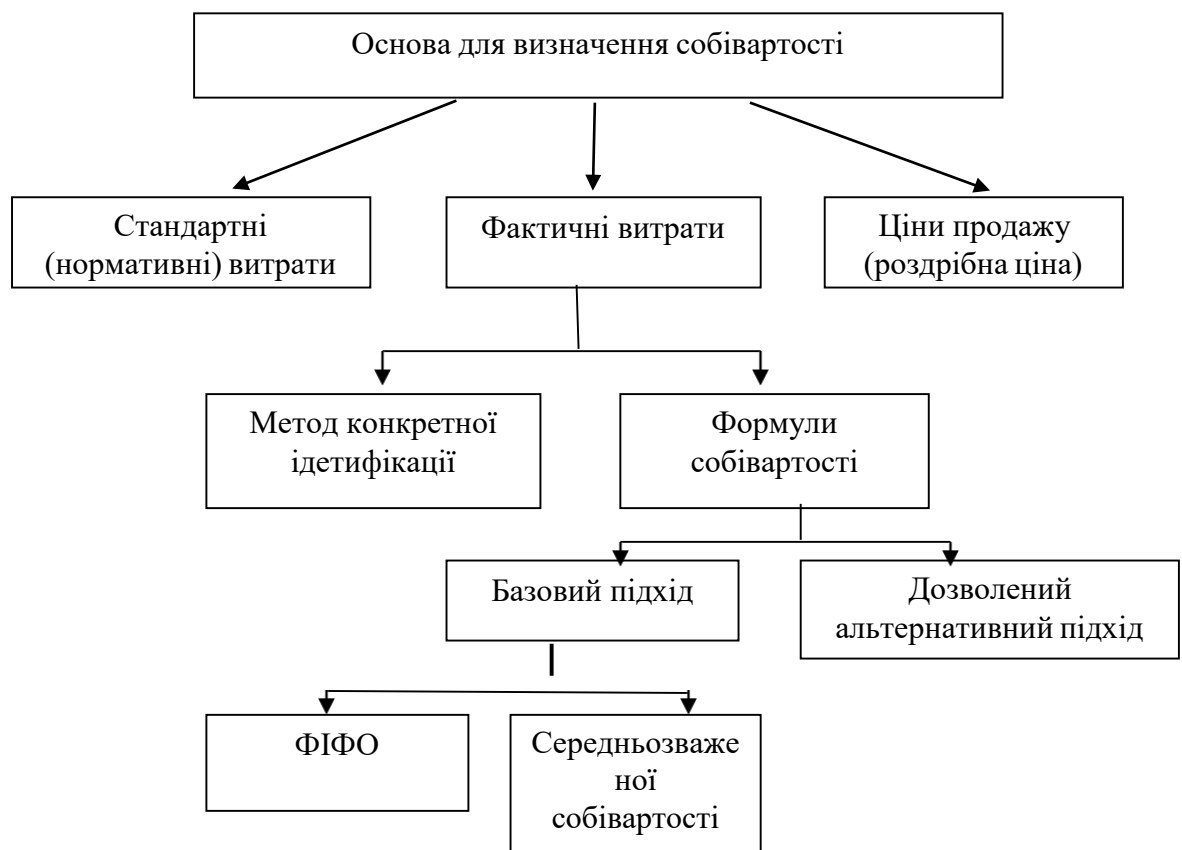 Основа для визначення собівартості
Стандартні
(нормативні) витрати
Фактичні витрати
Ціни продажу
(роздрібна ціна)
Метод конкретної
ідетифікації
Формули
собівартості
Базовий підхід
Дозволений
альтернативний підхід
ФІФО
Середньозваже
ної
собівартості